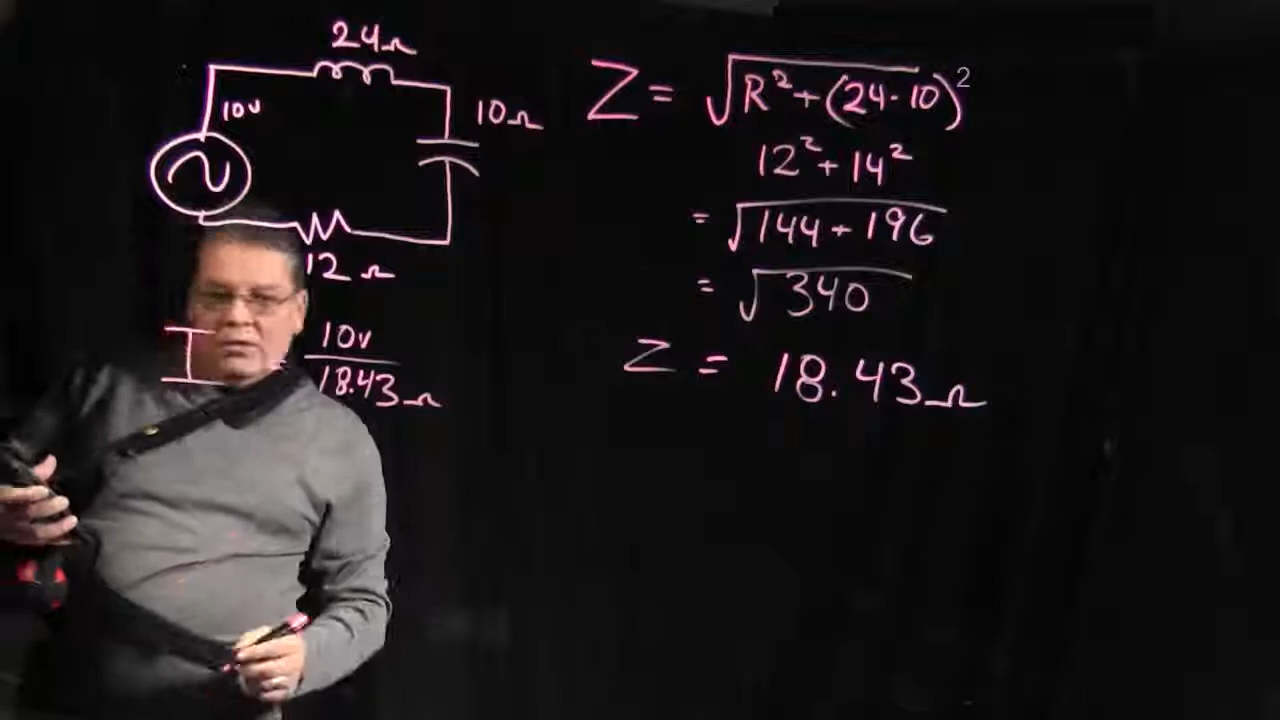 24Ω
10v
10Ω
12Ω
I = 10v / 18.43Ω
Z = √R² + (24 - 10)²
12² + 14²
= √144 + 196
= √340
Z = 18.43Ω